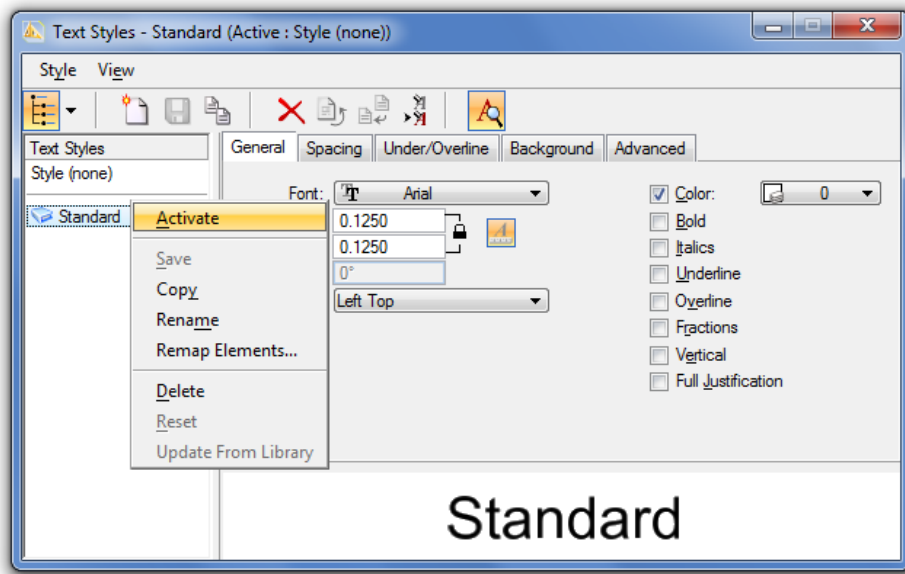 Text Styles - Standard (Active : Style (none))
Style View
Text Styles
General Spacing Under/Overline Background Advanced
Style (none)
Font: Arial
Color: 0
Standard
Activate
0.1250
Bold
0.1250
Italics
Save
0°
Underline
Copy
Left Top
Overline
Rename
Fractions
Remap Elements...
Vertical
Full Justification
Delete
Reset
Update From Library
Standard